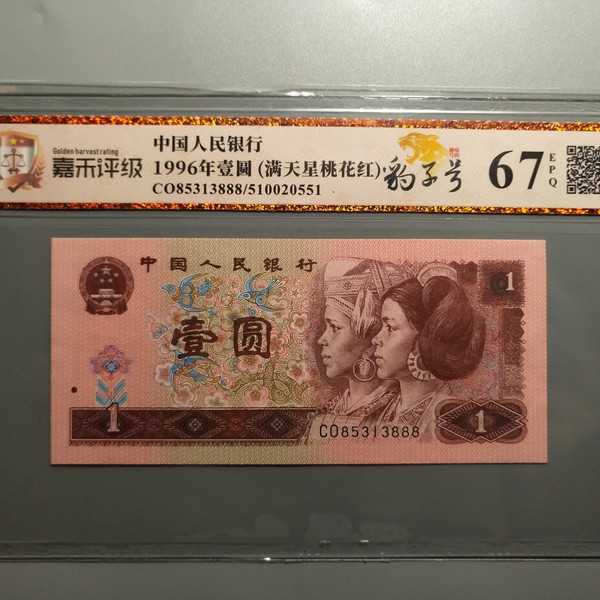 Golden harvest rating
嘉禾评级
中国人民银行
1996年壹圆 (满天星桃花红)
CO85313888/510020551
豹子号
67 EPQ
中国人民银行
1
壹圆
1
CO85313888
1